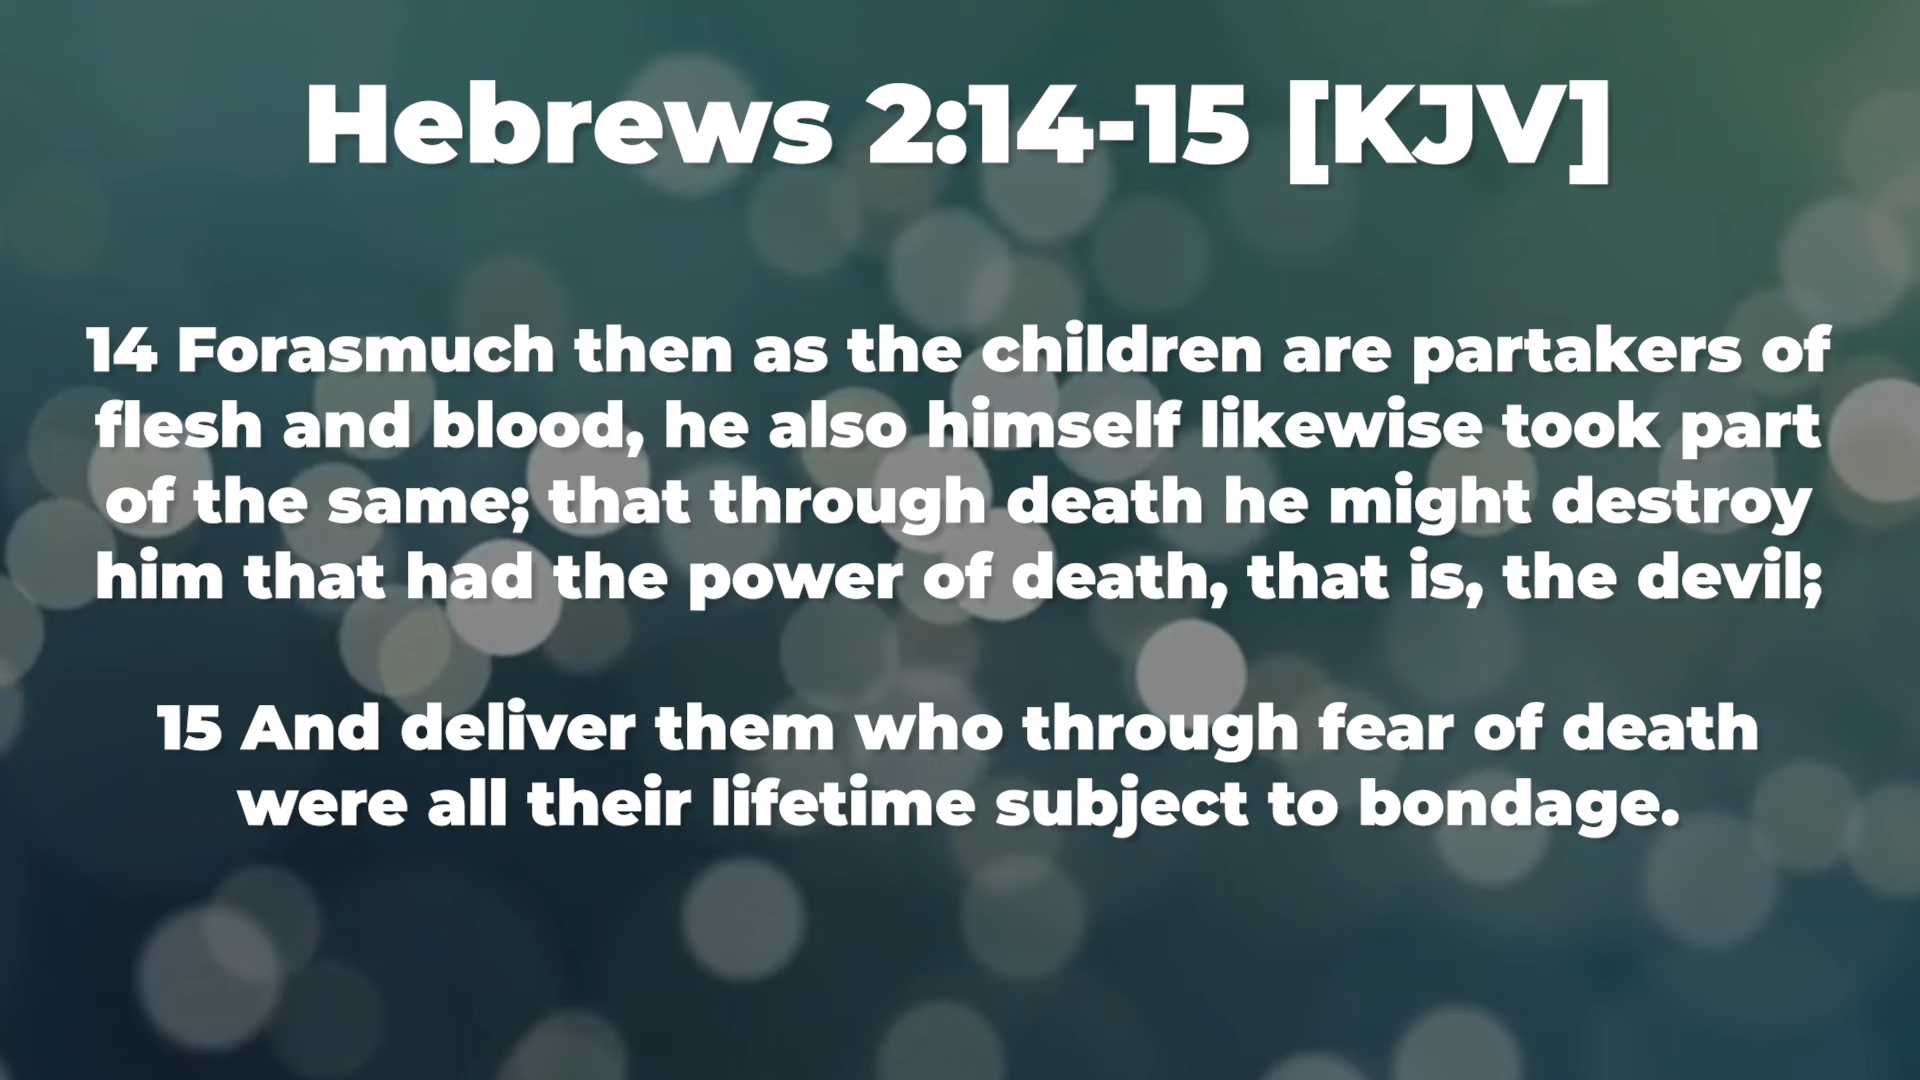 Hebrews 2:14-15 [KJV]
14 Forasmuch then as the children are partakers of
flesh and blood, he also himself likewise took part
of the same; that through death he might destroy
him that had the power of death, that is, the devil;
15 And deliver them who through fear of death
were all their lifetime subject to bondage.